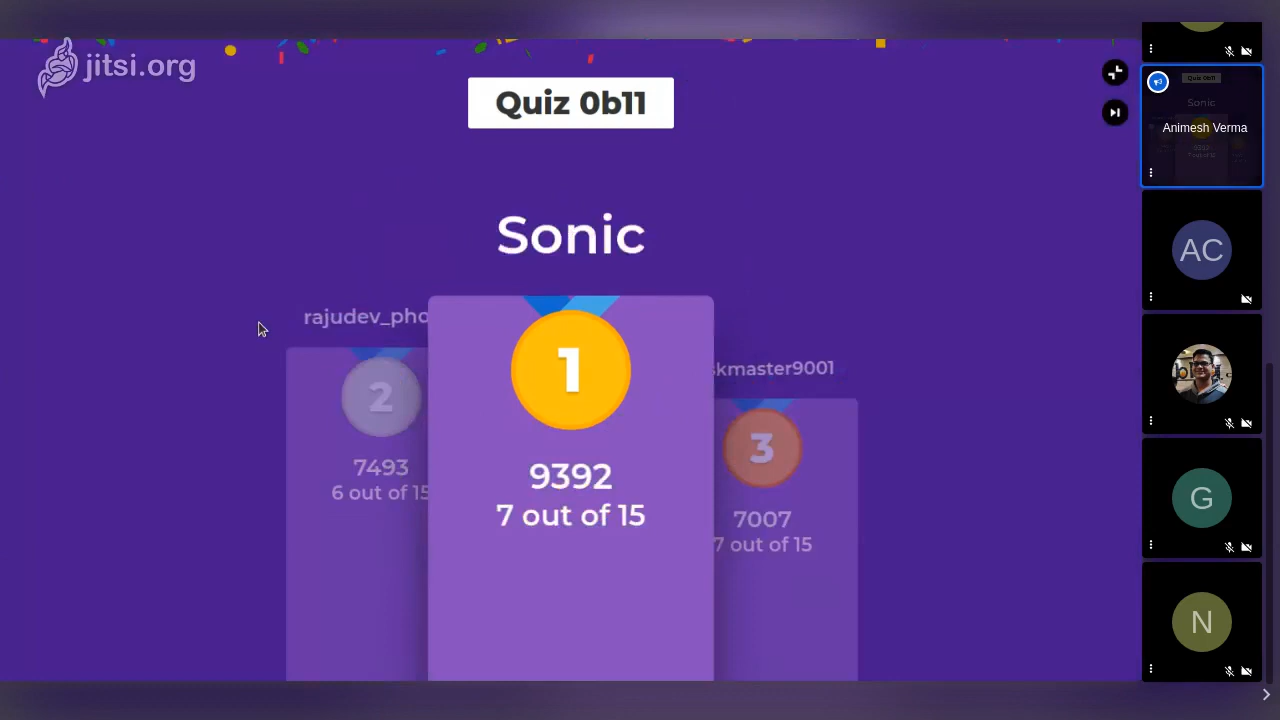 jitsi.org
Quiz 0b11
Sonic
rajudev_pho
skmaster9001
1
2
3
9392
7 out of 15
7493
6 out of 15
7007
7 out of 15
Animesh Verma
AC
G
N